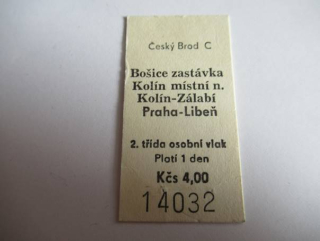 Český Brod C
Bošice zastávka
Kolín místní n.
Kolín-Zálabí
Praha-Libeň
2. třída osobní vlak
Platí 1 den
Kčs 4,00
14032